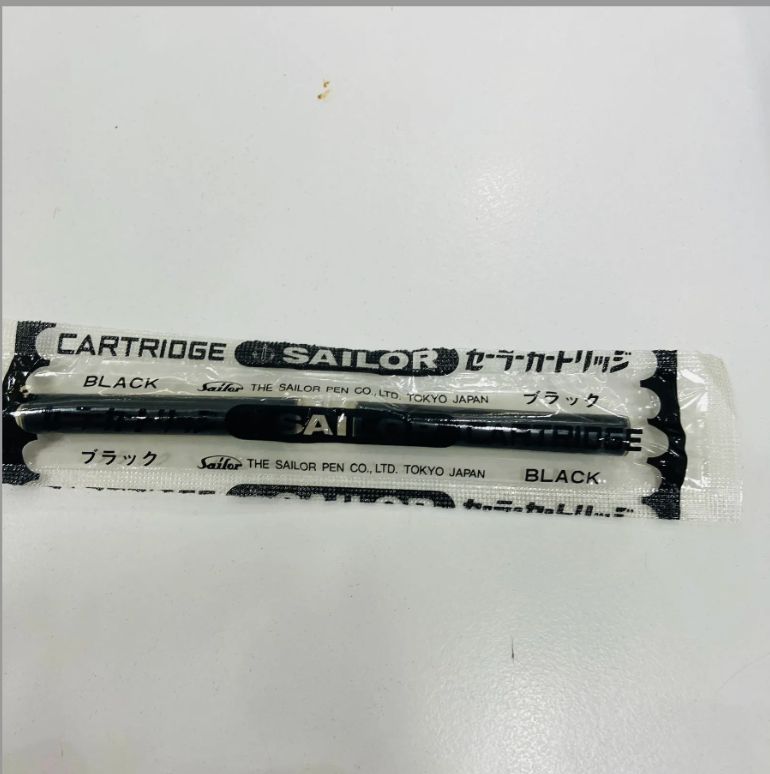 CARTRIDGE SAILOR セーラーカートリッジ
BLACK Sailor THE SAILOR PEN CO., LTD. TOKYO JAPAN ブラック
SAILOR CARTRIDGE
ブラック Sailor THE SAILOR PEN CO., LTD. TOKYO JAPAN BLACK